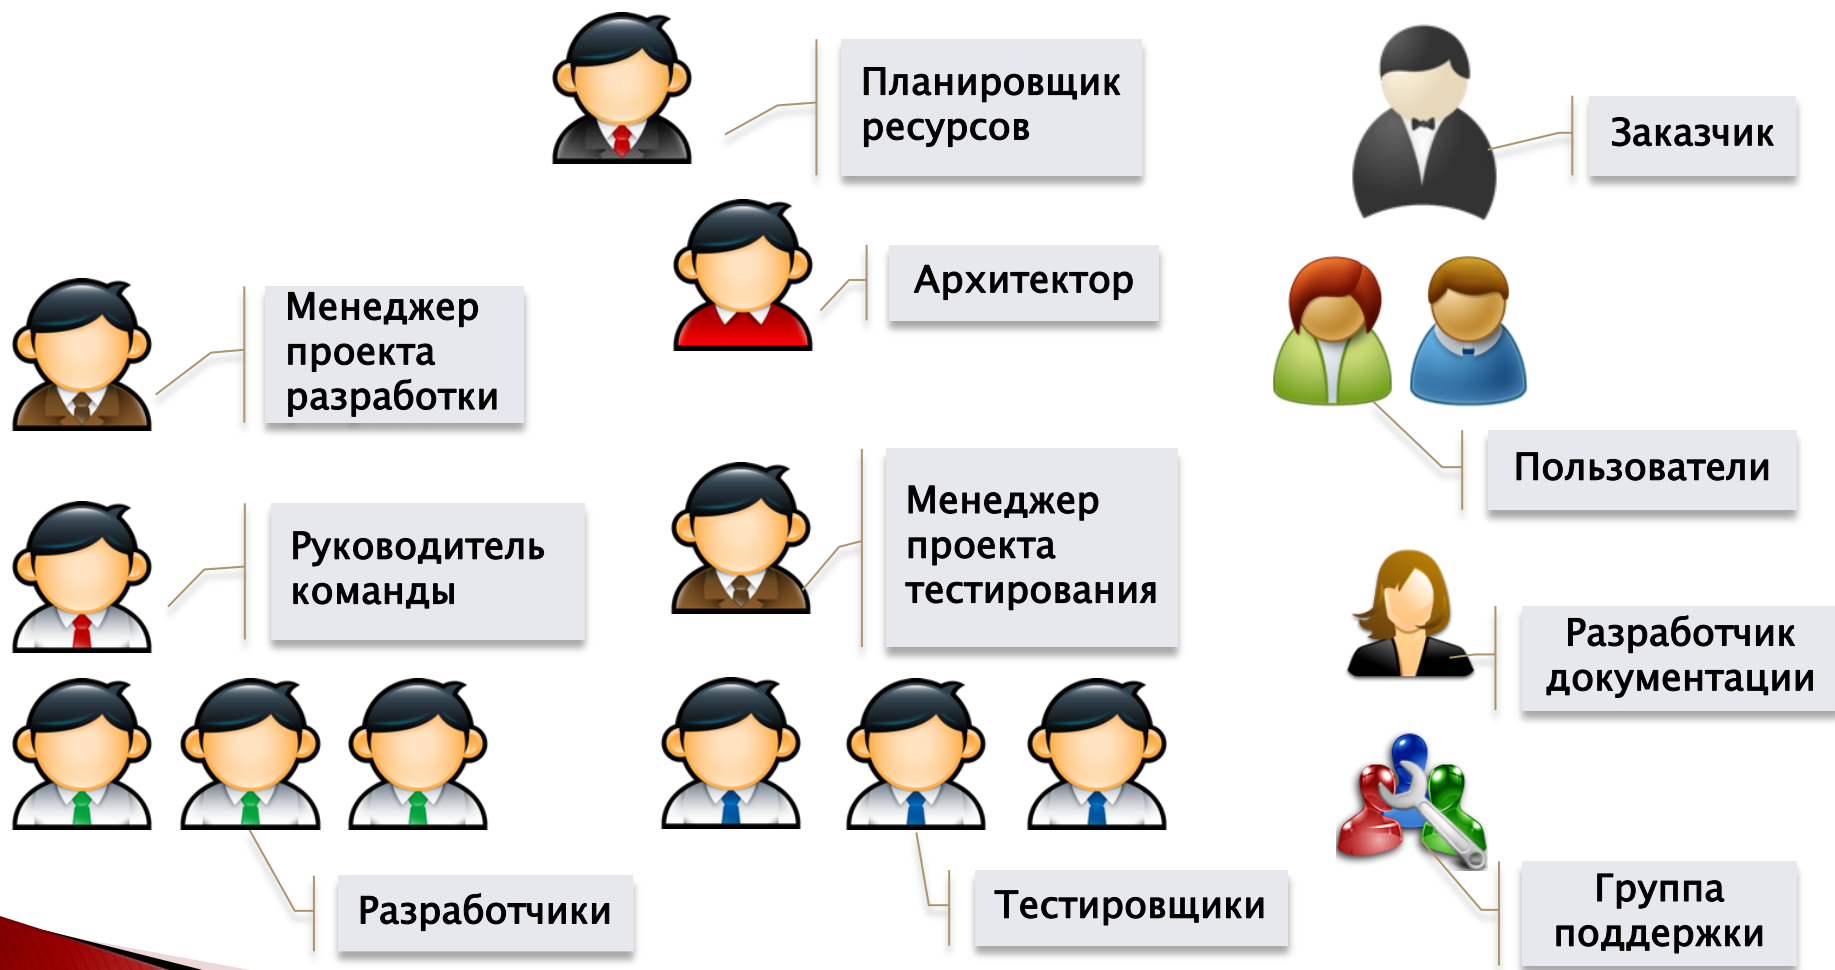 Планировщик
ресурсов
Заказчик
Архитектор
Менеджер
проекта
разработки
Пользователи
Менеджер
проекта
тестирования
Руководитель
команды
Разработчик
документации
Разработчики
Тестировщики
Группа
поддержки